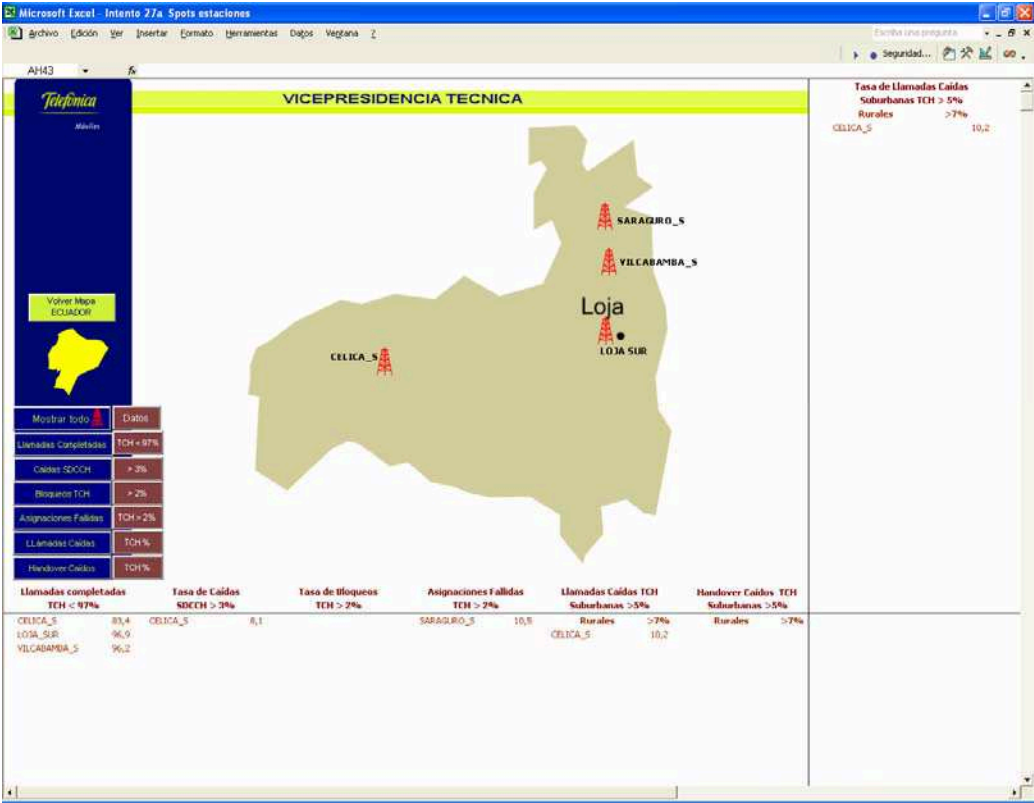 Microsoft Excel - Intento 27a Spots estaciones
Archivo Edición Ver Insertar Formato Herramientas Datos Ventana ?
Escriba una pregunta
Seguridad...
AH43
fx
Telefónica
Móviles
VICEPRESIDENCIA TECNICA
Tasa de Llamadas Caídas
Suburbanas TCH > 5%
Rurales >7%
CELICA_S 10,2
SARAGURO_S
VILCABAMBA_S
Loja
LOJA SUR
CELICA_S
Volver Mapa
ECUADOR
Mostrar todo Datos
Llamadas Completadas TCH < 97%
Caídas SDCCH > 3%
Bloqueos TCH > 2%
Asignaciones Fallidas TCH > 2%
LLamadas Caídas TCH %
Handover Caídos TCH %
Llamadas completadas Tasa de Caídas Tasa de Bloqueos Asignaciones Fallidas Llamadas Caídas TCH Handover Caídos TCH
TCH < 97% SDCCH > 3% TCH > 2% TCH > 2% Suburbanas >5% Suburbanas >5%
CELICA_S 83,4 CELICA_S 8,1 SARAGURO_S 10,5 Rurales >7% Rurales >7%
LOJA_SUR 96,9 CELICA_S 10,2
VILCABAMBA_S 96,2